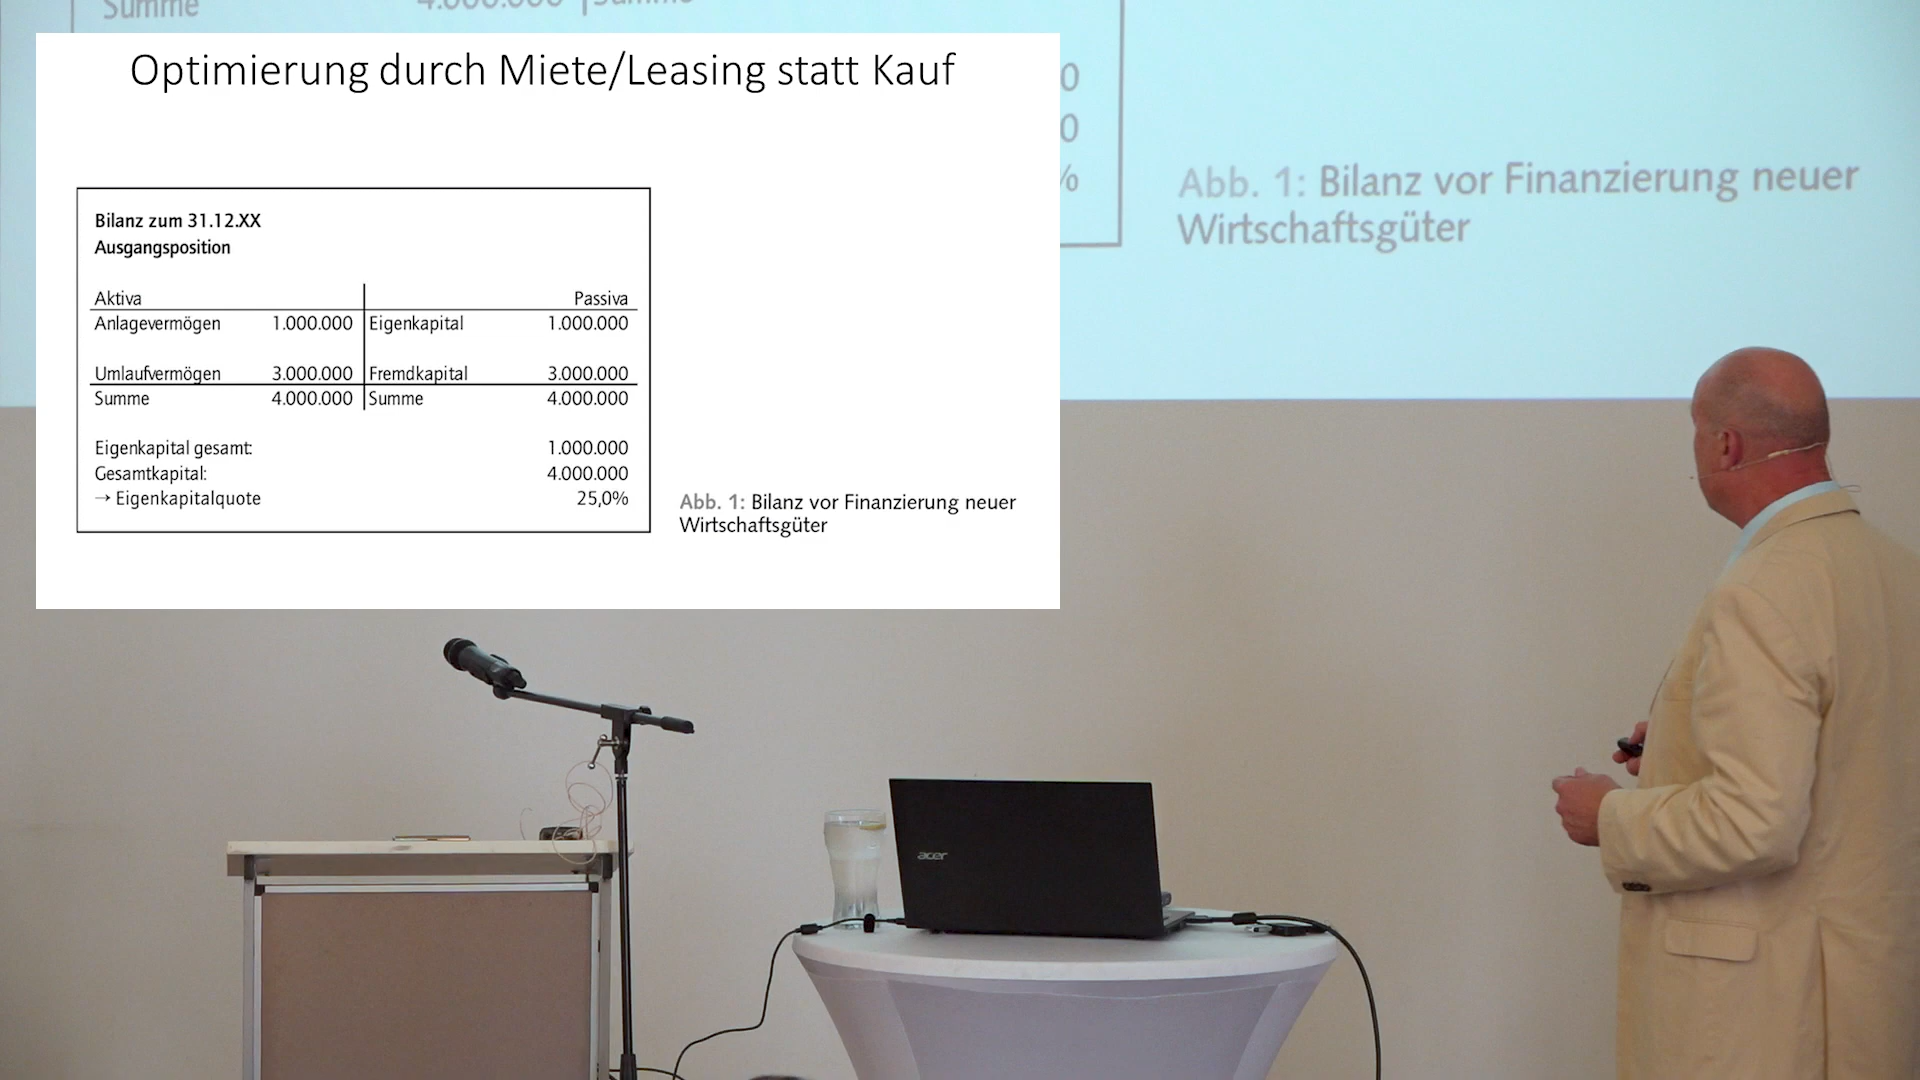 Summe 4.000.000 Summe
Optimierung durch Miete/Leasing statt Kauf
Bilanz zum 31.12.XX
Ausgangsposition
Aktiva Passiva
Anlagevermögen 1.000.000 Eigenkapital 1.000.000
Umlaufvermögen 3.000.000 Fremdkapital 3.000.000
Summe 4.000.000 Summe 4.000.000
Eigenkapital gesamt: 1.000.000
Gesamtkapital: 4.000.000
→ Eigenkapitalquote 25,0%
Abb. 1: Bilanz vor Finanzierung neuer
Wirtschaftsgüter
0
0
%
Abb. 1: Bilanz vor Finanzierung neuer
Wirtschaftsgüter
acer